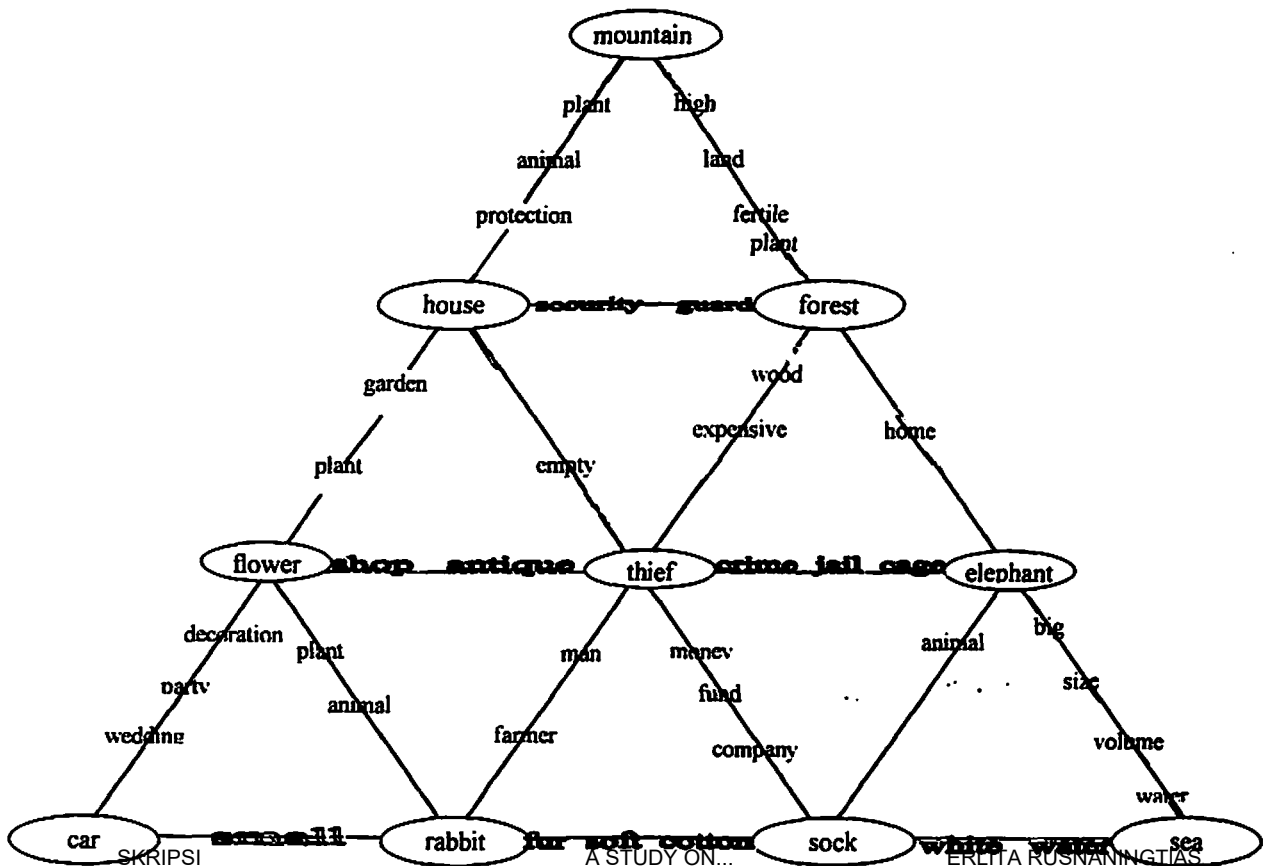 mountain
plant high
animal land
protection fertile
plant
house security guard forest
garden wood
expensive home
plant empty
flower shop antique thief crime jail cage elephant
decoration plant man money animal big
party animal fund size
wedding farmer company volume
water
car small rabbit fur soft cotton sock white water sea
SKRIPSI A STUDY ON... ERLITA RUSNANINGTIAS